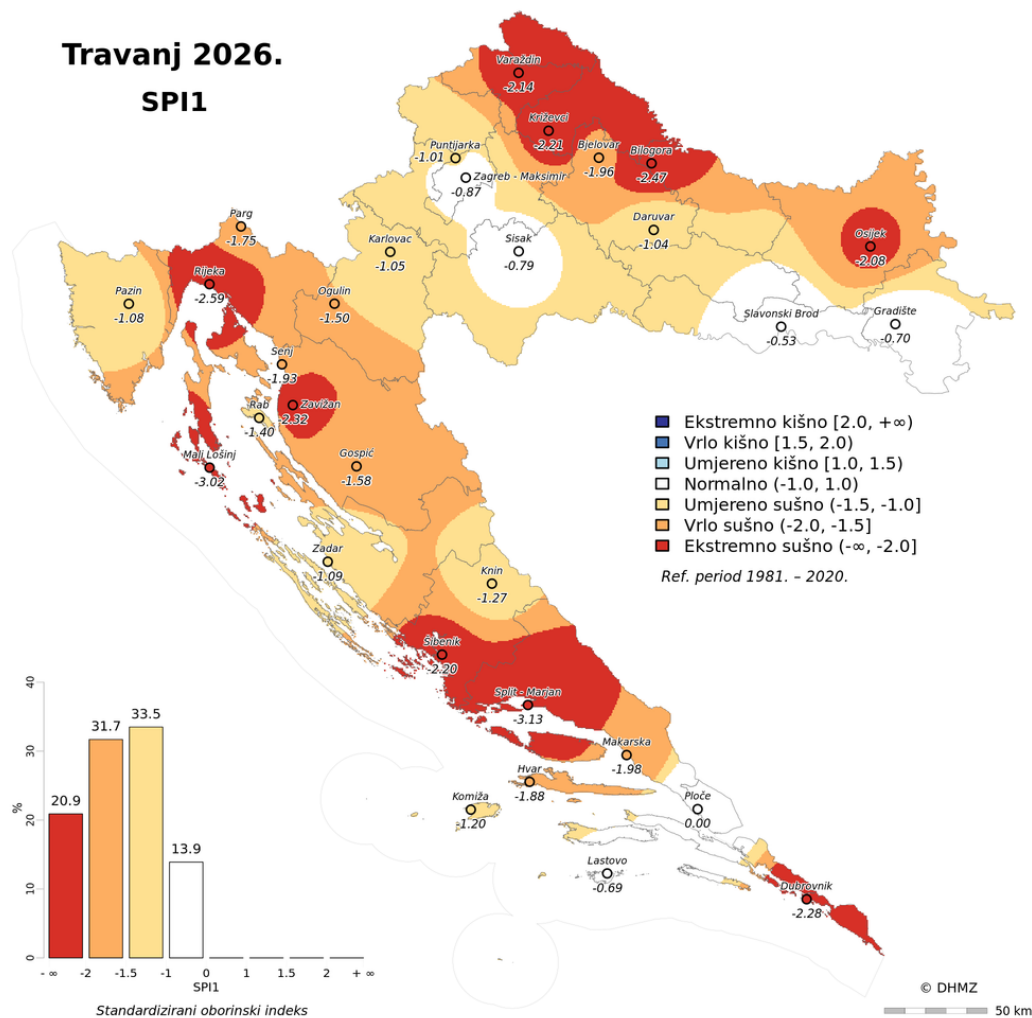 Travanj 2026.
SPI1
Varaždin
-2.14
Križevci
-2.21
Puntijarka
-1.01
Bjelovar
-1.96
Bilogora
-2.47
Zagreb - Maksimir
-0.87
Parg
-1.75
Karlovac
-1.05
Sisak
-0.79
Daruvar
-1.04
Osijek
-2.08
Rijeka
-2.59
Pazin
-1.08
Ogulin
-1.50
Slavonski Brod
-0.53
Gradište
-0.70
Senj
-1.93
Rab
-1.40
Zavižan
-2.32
Mali Lošinj
-3.02
Gospić
-1.58
Ekstremno kišno [2.0, +∞)
Vrlo kišno [1.5, 2.0)
Umjereno kišno [1.0, 1.5)
Normalno (-1.0, 1.0)
Umjereno sušno (-1.5, -1.0]
Vrlo sušno (-2.0, -1.5]
Ekstremno sušno (-∞, -2.0]
Ref. period 1981. – 2020.
Zadar
-1.09
Knin
-1.27
Šibenik
-2.20
Split - Marjan
-3.13
Makarska
-1.98
Hvar
-1.88
Komiža
-1.20
Ploče
0.00
Lastovo
-0.69
Dubrovnik
-2.28
40
30
20
10
0
%
20.9
31.7
33.5
13.9
- ∞ -2 -1.5 -1 0 1 1.5 2 + ∞
SPI1
Standardizirani oborinski indeks
© DHMZ
50 km